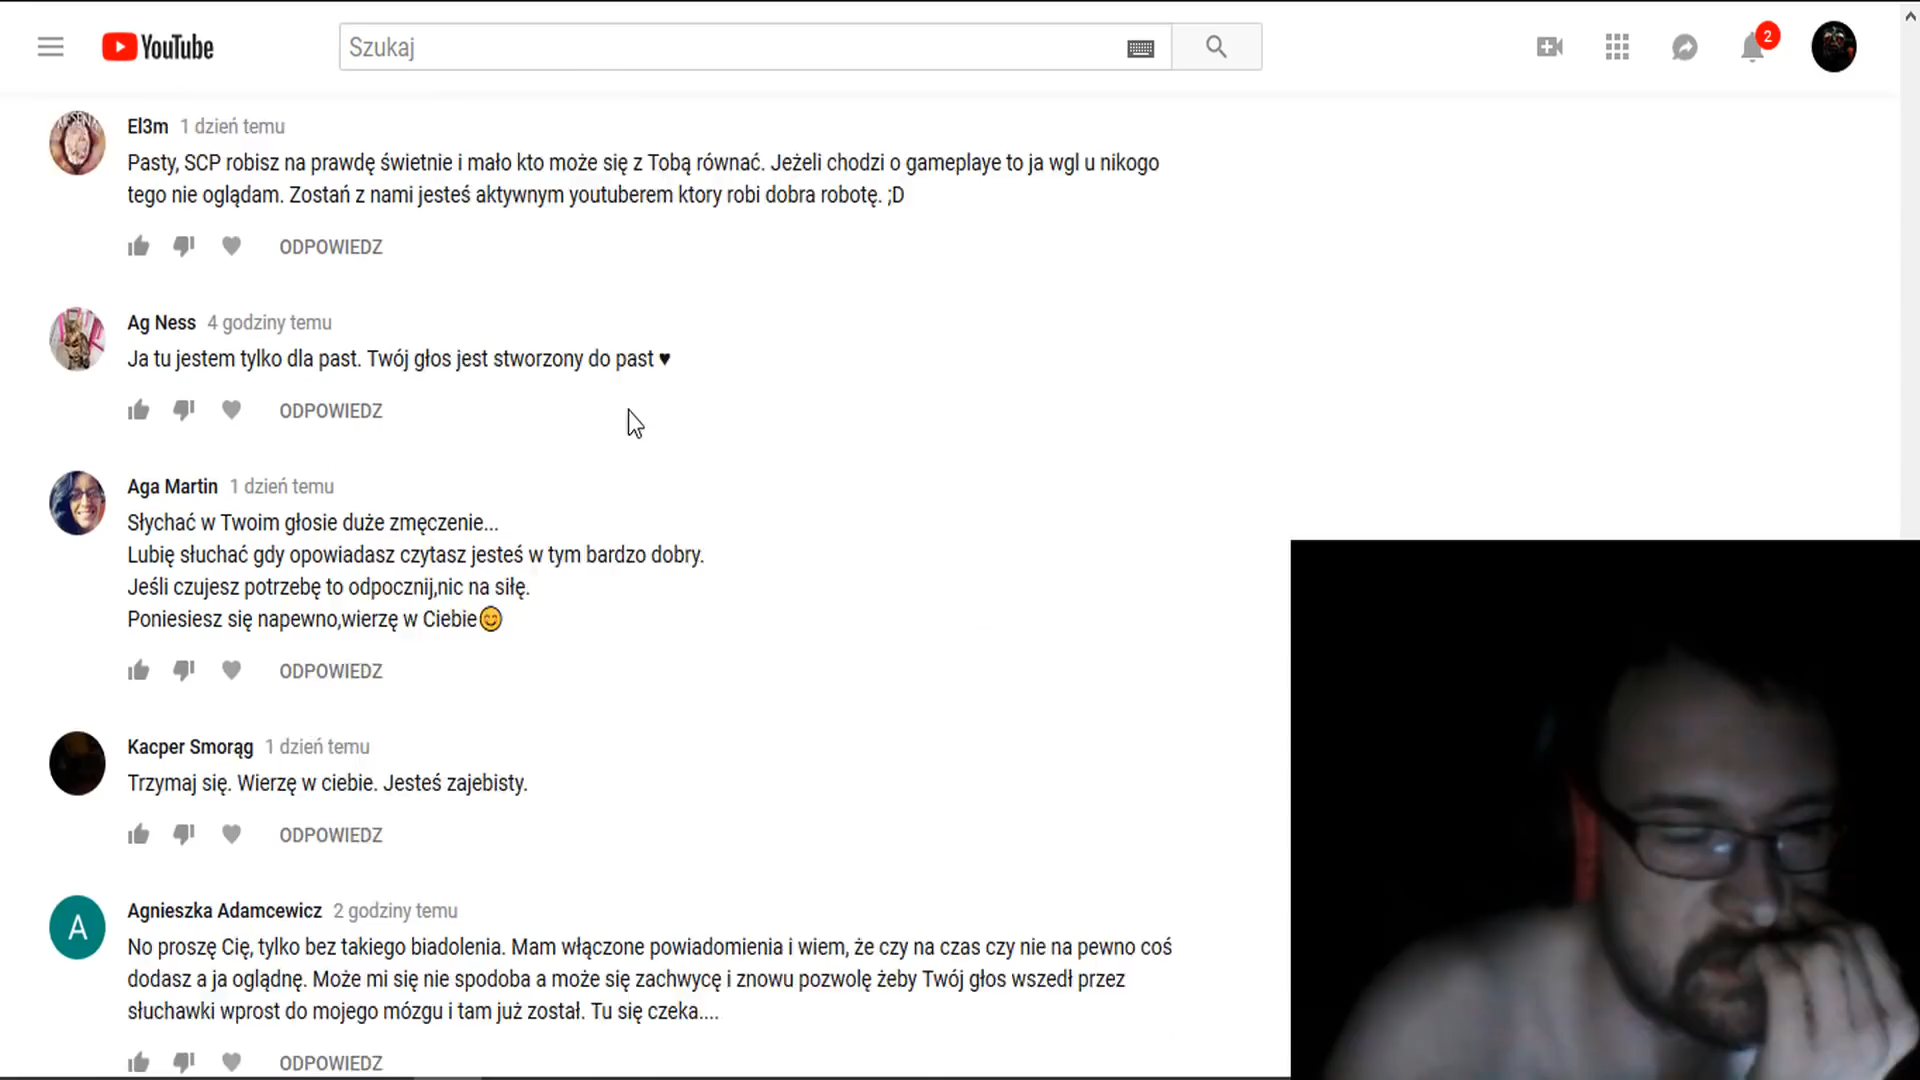 YouTube
Szukaj
2
El3m 1 dzień temu
Pasty, SCP robisz na prawdę świetnie i mało kto może się z Tobą równać. Jeżeli chodzi o gameplaye to ja wgl u nikogo
tego nie oglądam. Zostań z nami jesteś aktywnym youtuberem ktory robi dobra robotę. ;D
ODPOWIEDZ
Ag Ness 4 godziny temu
Ja tu jestem tylko dla past. Twój głos jest stworzony do past ♥
ODPOWIEDZ
Aga Martin 1 dzień temu
Słychać w Twoim głosie duże zmęczenie...
Lubię słuchać gdy opowiadasz czytasz jesteś w tym bardzo dobry.
Jeśli czujesz potrzebę to odpocznij,nic na siłę.
Poniesiesz się napewno,wierzę w Ciebie😊
ODPOWIEDZ
Kacper Smorąg 1 dzień temu
Trzymaj się. Wierzę w ciebie. Jesteś zajebisty.
ODPOWIEDZ
A
Agnieszka Adamcewicz 2 godziny temu
No proszę Cię, tylko bez takiego biadolenia. Mam włączone powiadomienia i wiem, że czy na czas czy nie na pewno coś
dodasz a ja oglądnę. Może mi się nie spodoba a może się zachwycę i znowu pozwolę żeby Twój głos wszedł przez
słuchawki wprost do mojego mózgu i tam już został. Tu się czeka....
ODPOWIEDZ